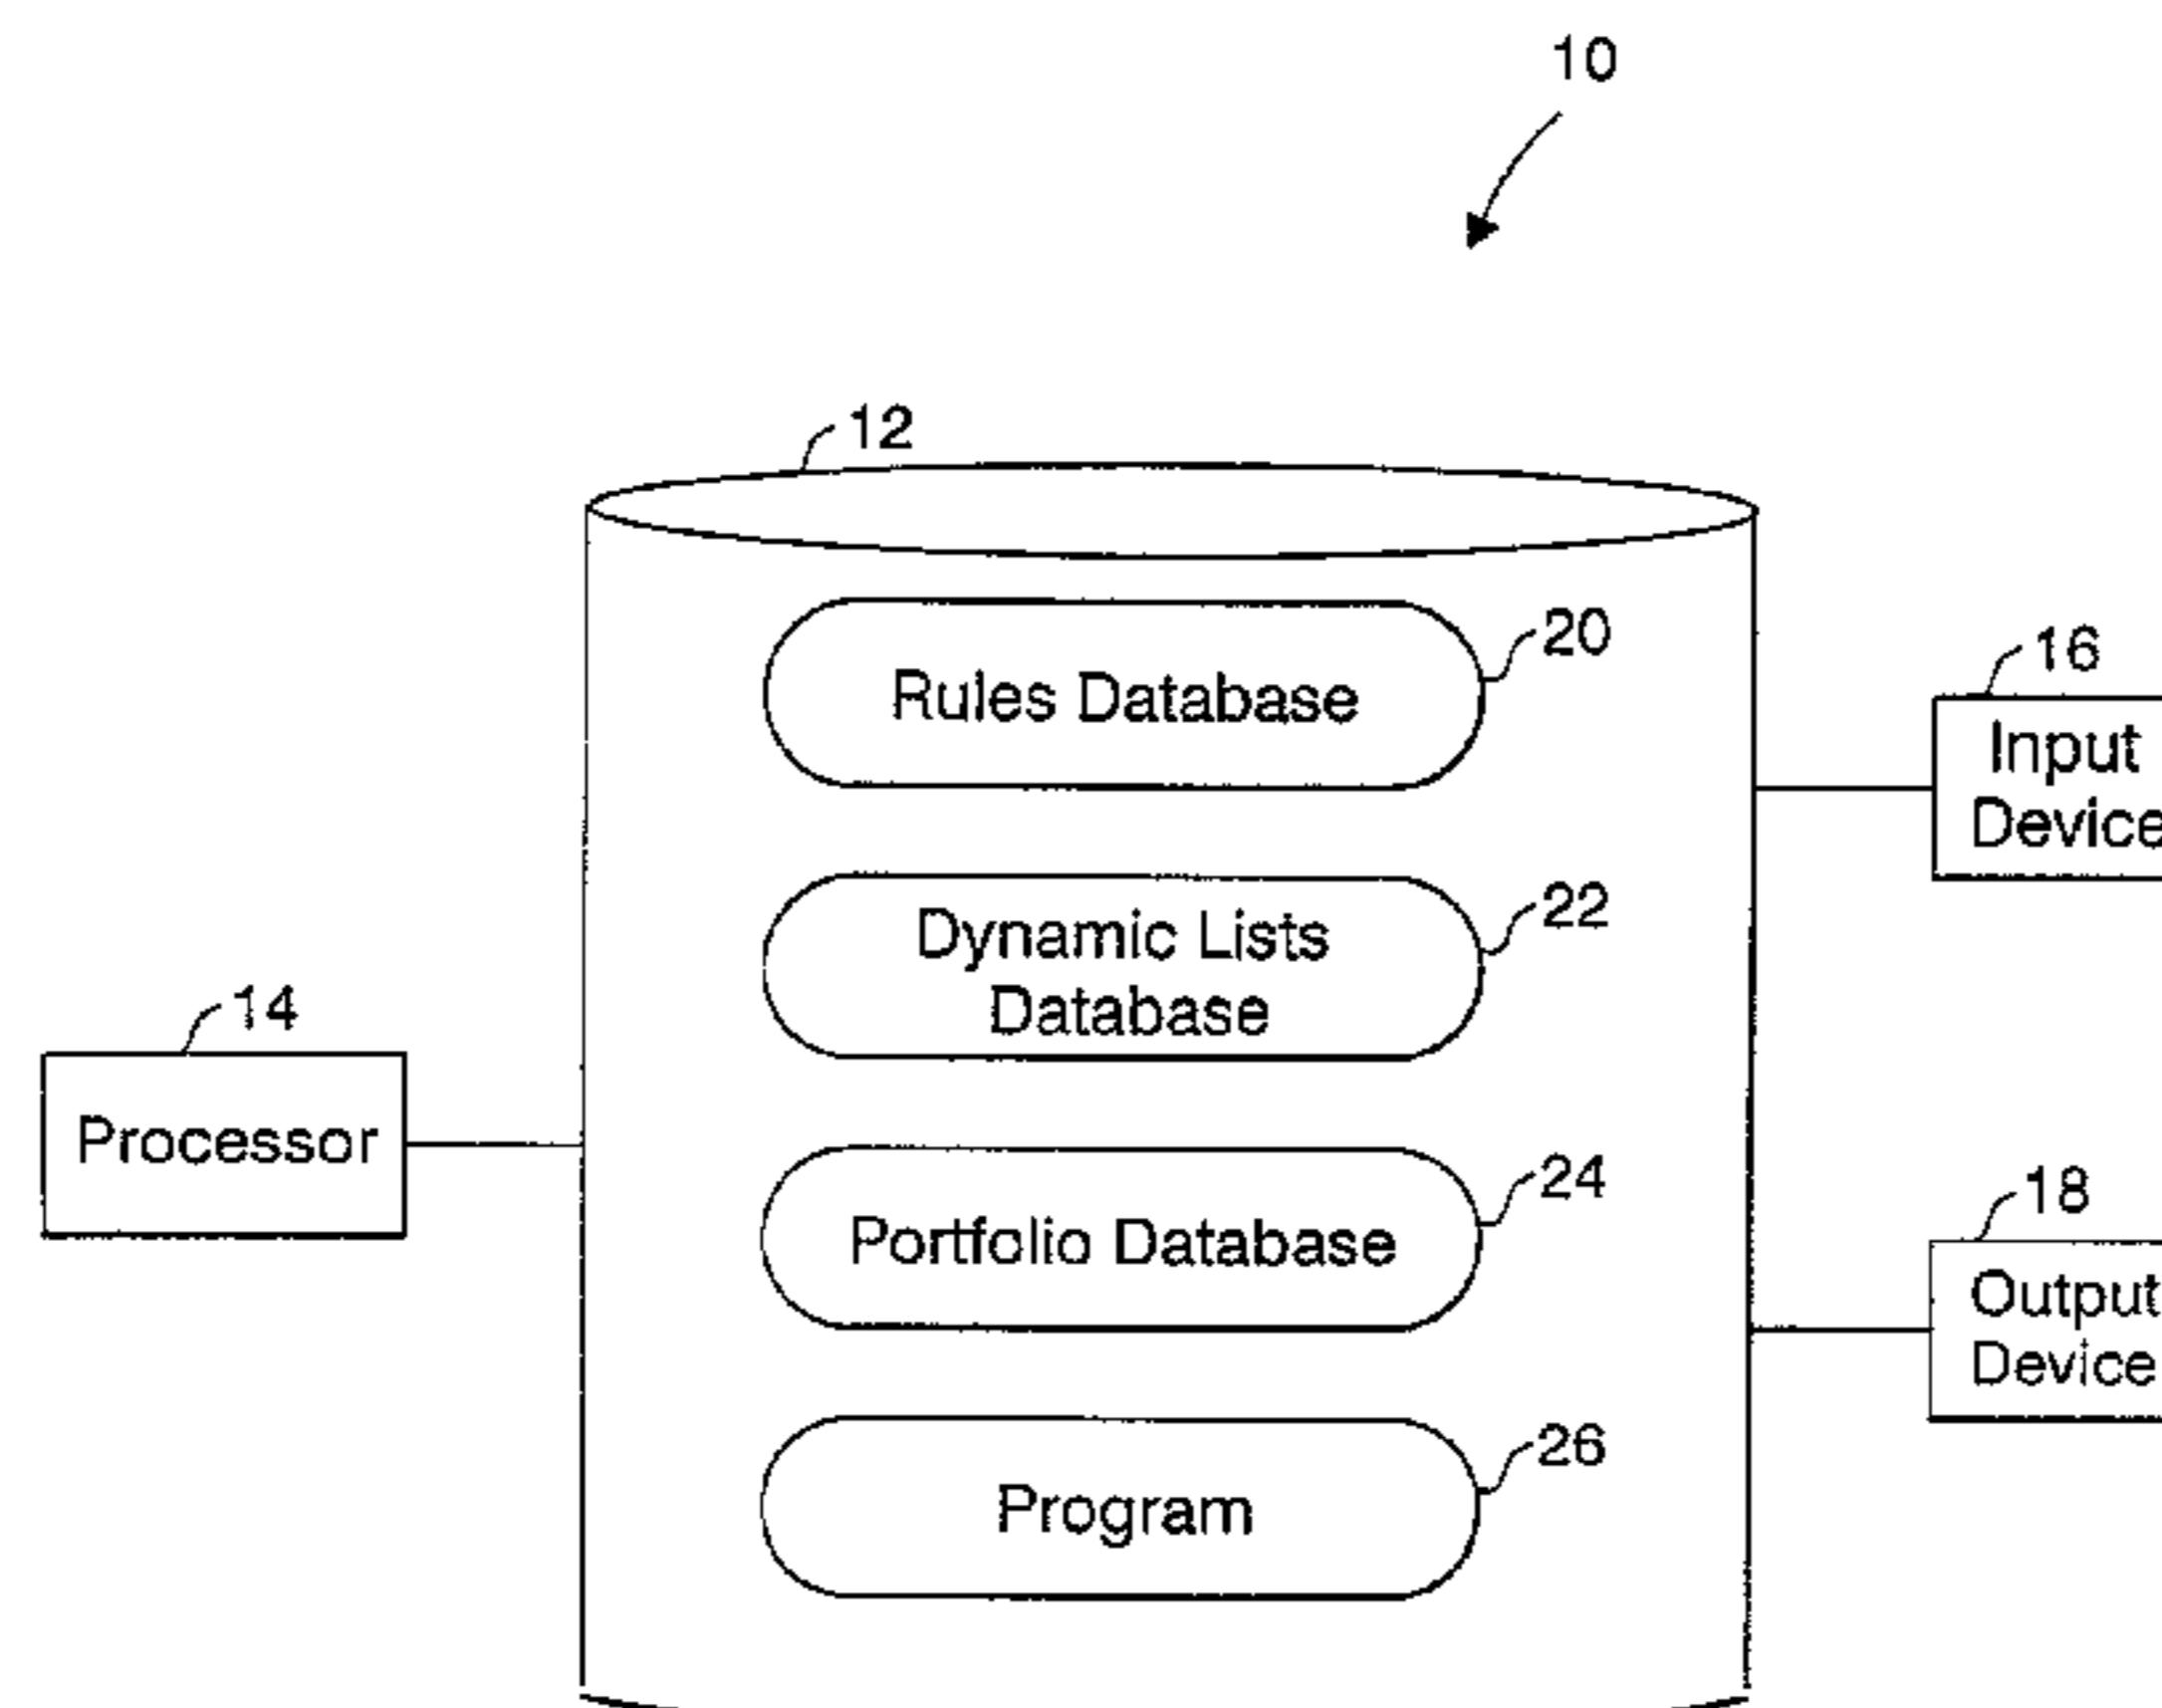 10
12
20
Rules Database
16
Input
Device
22
Dynamic Lists
Database
14
Processor
24
Portfolio Database
18
Output
Device
26
Program